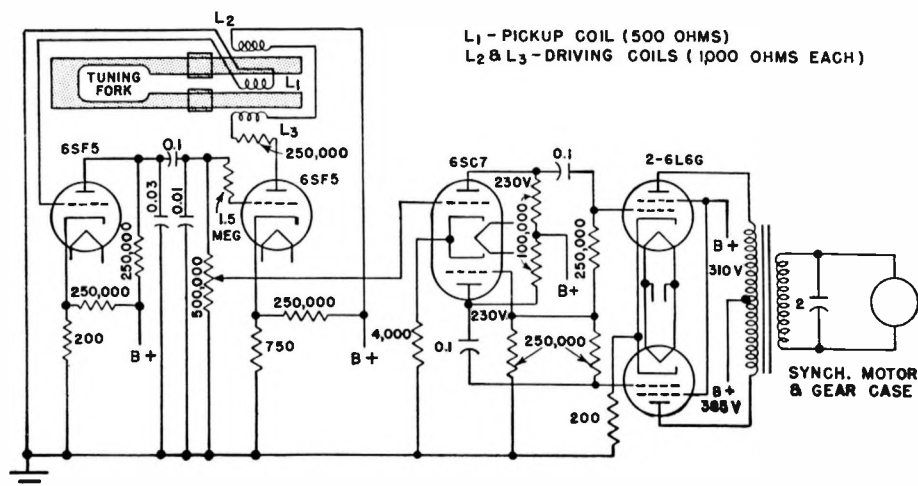 L2
L1 - PICKUP COIL (500 OHMS)
L2 & L3 - DRIVING COILS (1,000 OHMS EACH)
TUNING
FORK
L1
L3
250,000
6SF5
0.1
6SF5
0.03
0.01
1.5
MEG
250,000
500,000
250,000
200
B+
250,000
750
B+
6SC7
230V
0.1
100,000
B+
250,000
230V
4,000
0.1
250,000
2-6L6G
B+
310V
B+
385V
200
2
SYNCH. MOTOR
& GEAR CASE